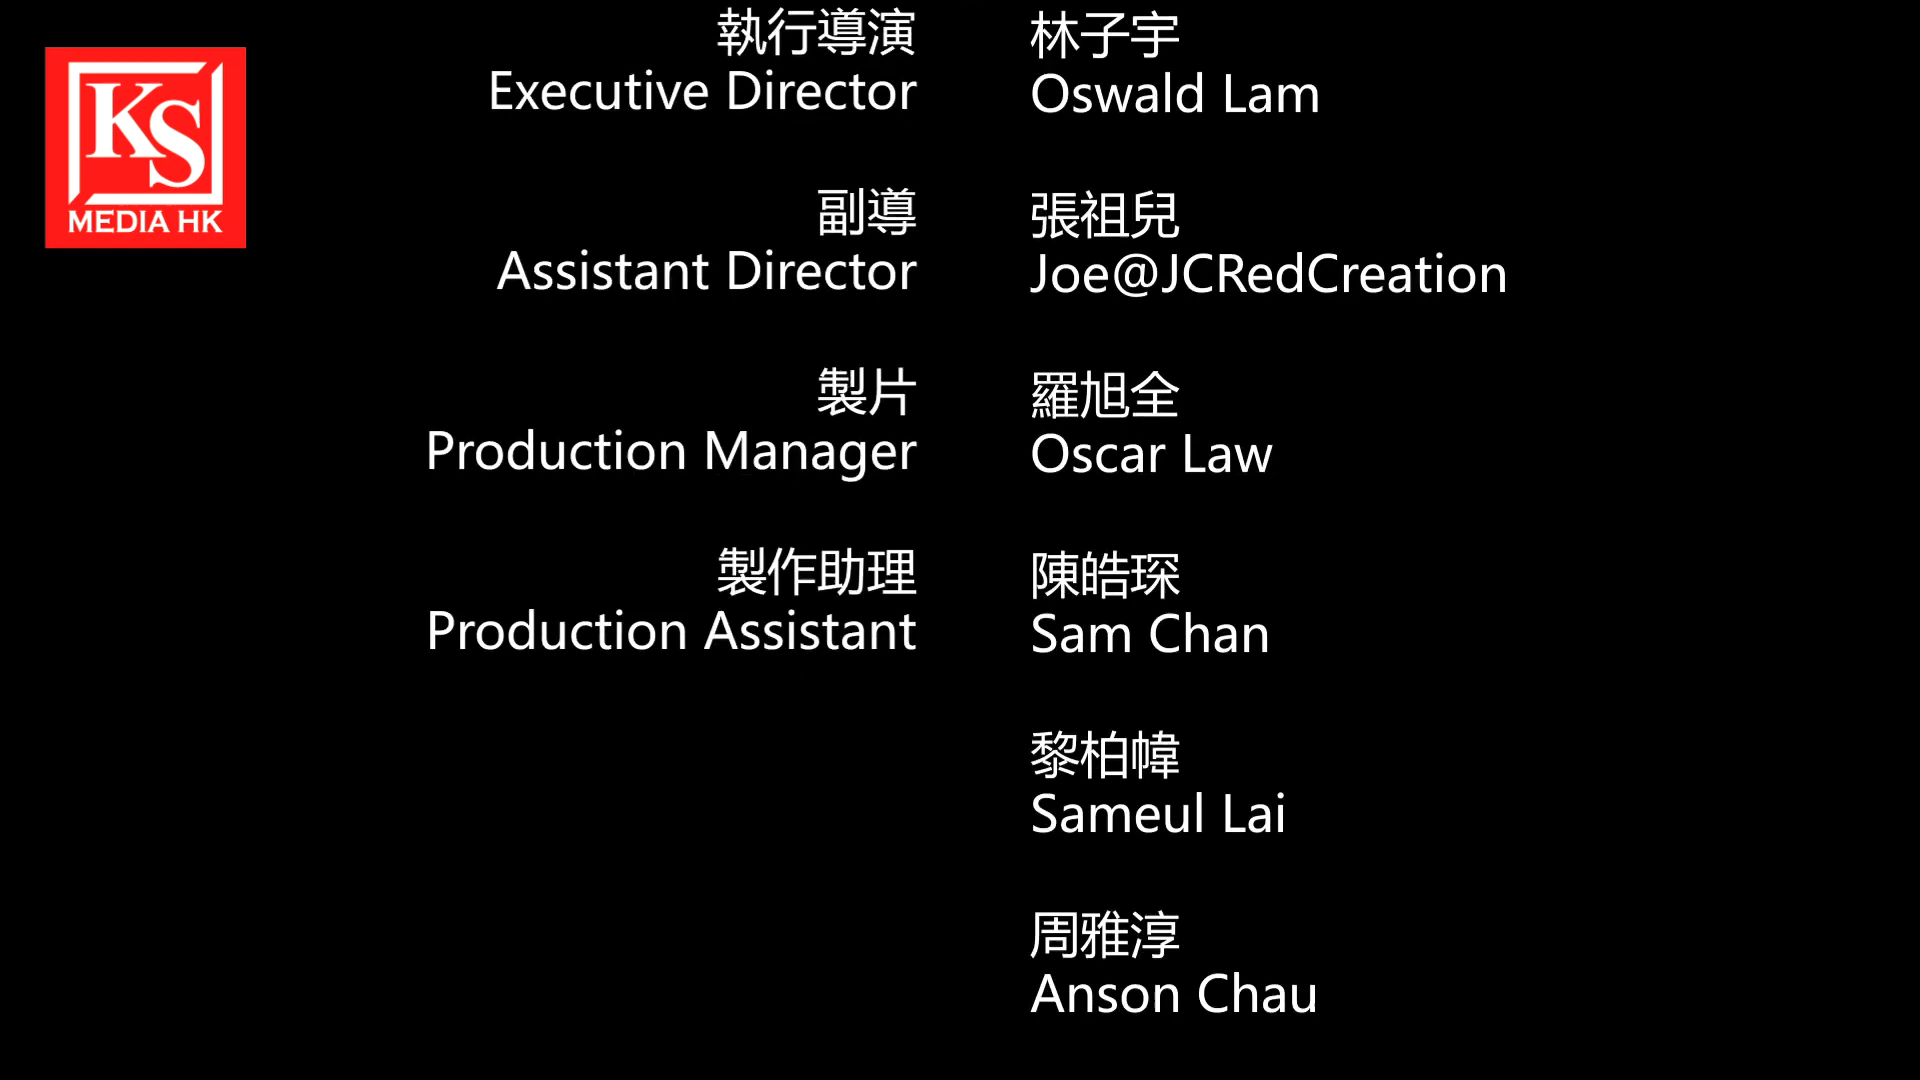 KS
MEDIA HK
執行導演
Executive Director
林子宇
Oswald Lam
副導
Assistant Director
張祖兒
Joe@JCRedCreation
製片
Production Manager
羅旭全
Oscar Law
製作助理
Production Assistant
陳皓琛
Sam Chan
黎柏幃
Sameul Lai
周雅淳
Anson Chau